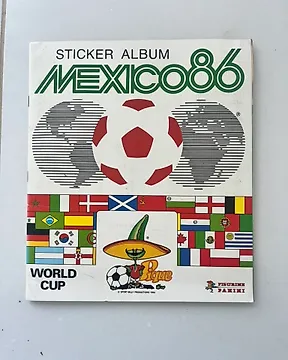 STICKER ALBUM
MEXICO86
Pique
WORLD
CUP
FIGURINE
PANINI